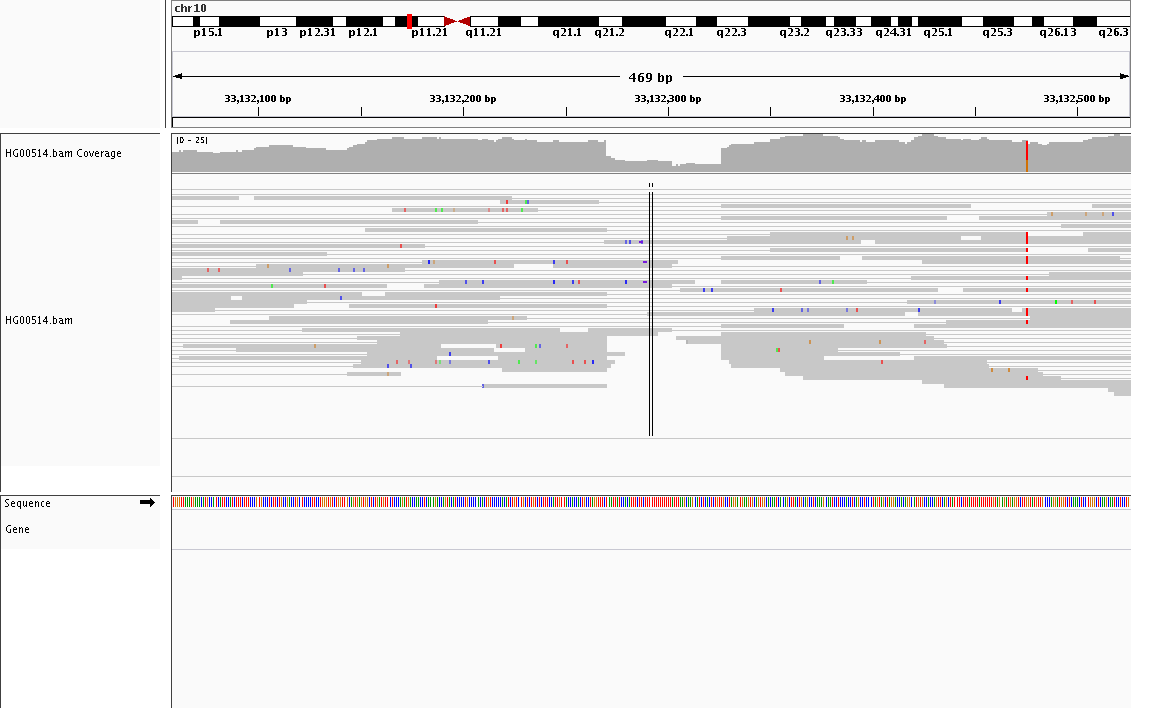 chr10
p15.1 p13 p12.31 p12.1 p11.21 q11.21 q21.1 q21.2 q22.1 q22.3 q23.2 q23.33 q24.31 q25.1 q25.3 q26.13 q26.3
469 bp
33,132,100 bp 33,132,200 bp 33,132,300 bp 33,132,400 bp 33,132,500 bp
[0 - 25]
HG00514.bam Coverage
HG00514.bam
Sequence
Gene